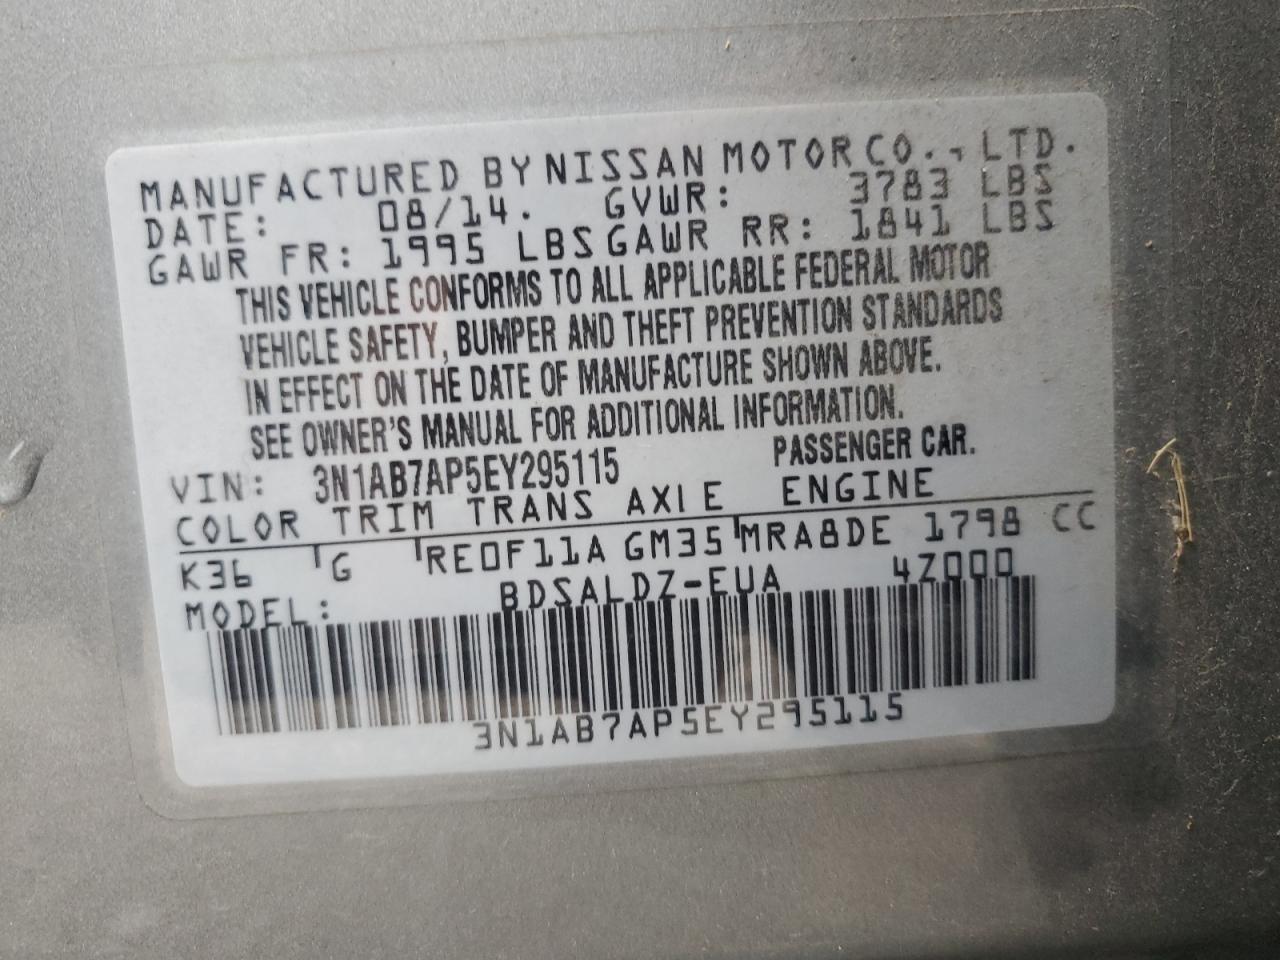 MANUFACTURED BY NISSAN MOTOR CO., LTD.
DATE: 08/14. GVWR: 3783 LBS
GAWR FR: 1995 LBS GAWR RR: 1841 LBS
THIS VEHICLE CONFORMS TO ALL APPLICABLE FEDERAL MOTOR
VEHICLE SAFETY, BUMPER AND THEFT PREVENTION STANDARDS
IN EFFECT ON THE DATE OF MANUFACTURE SHOWN ABOVE.
SEE OWNER'S MANUAL FOR ADDITIONAL INFORMATION.
VIN: 3N1AB7AP5EY295115 PASSENGER CAR.
COLOR TRIM TRANS AXLE ENGINE
K36 G RE0F11A GM35 MRA8DE 1798 CC
MODEL: BDSALDZ-EUA 4Z000
3N1AB7AP5EY295115